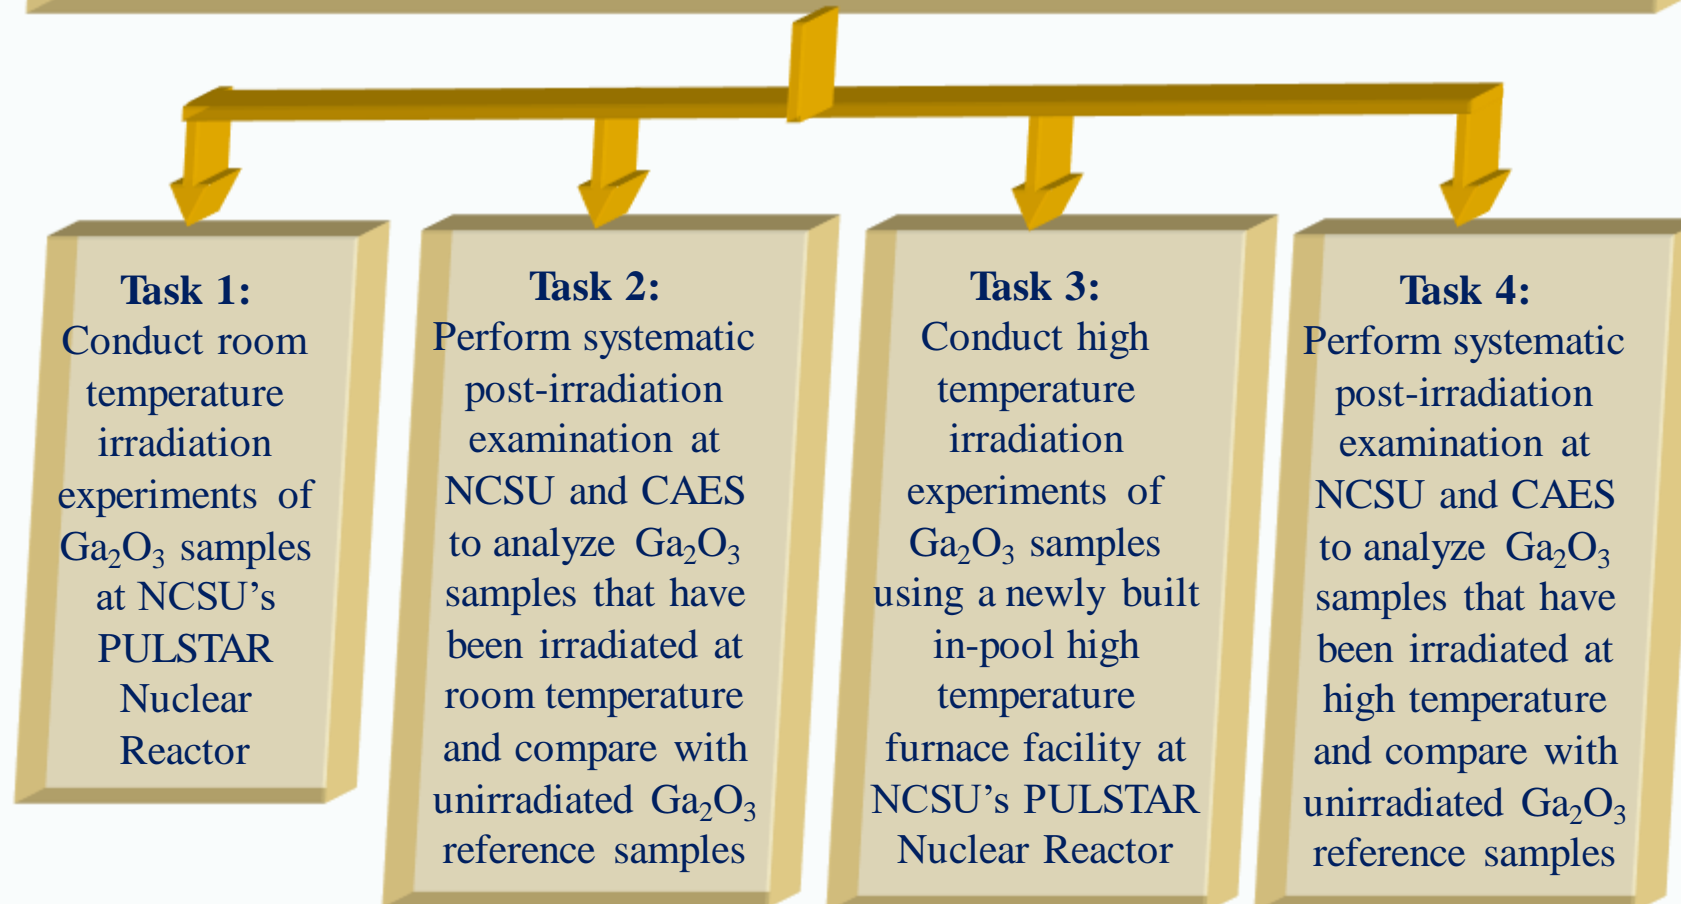 Task 1:
Conduct room
temperature
irradiation
experiments of
Ga₂O₃ samples
at NCSU’s
PULSTAR
Nuclear
Reactor
Task 2:
Perform systematic
post-irradiation
examination at
NCSU and CAES
to analyze Ga₂O₃
samples that have
been irradiated at
room temperature
and compare with
unirradiated Ga₂O₃
reference samples
Task 3:
Conduct high
temperature
irradiation
experiments of
Ga₂O₃ samples
using a newly built
in-pool high
temperature
furnace facility at
NCSU’s PULSTAR
Nuclear Reactor
Task 4:
Perform systematic
post-irradiation
examination at
NCSU and CAES
to analyze Ga₂O₃
samples that have
been irradiated at
high temperature
and compare with
unirradiated Ga₂O₃
reference samples